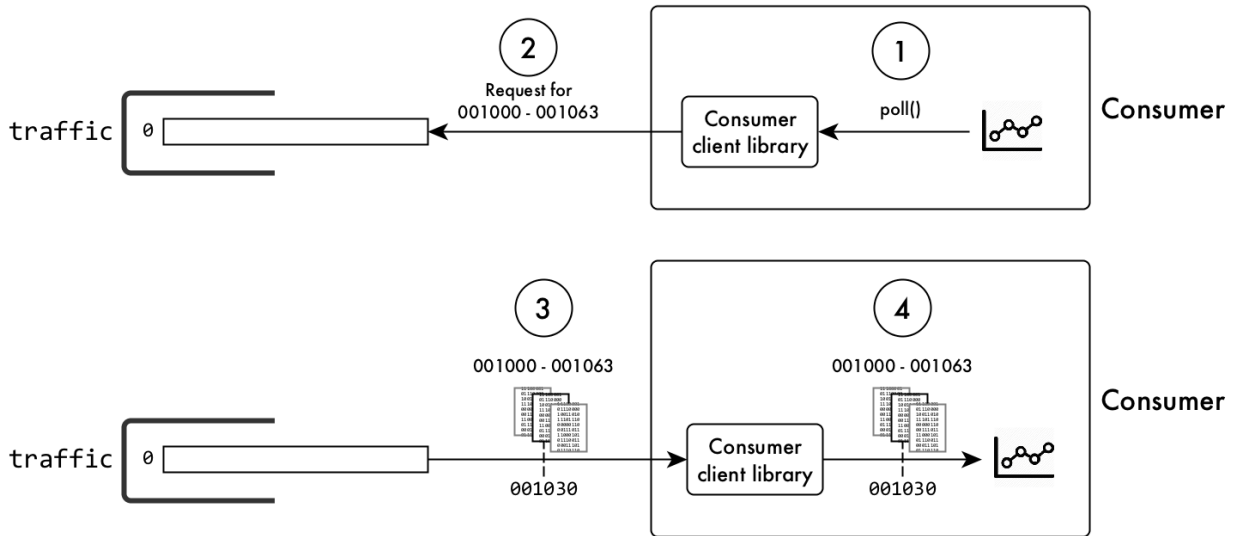 2
1
Request for
001000 - 001063
poll()
Consumer
client library
Consumer
traffic
0
3
4
001000 - 001063
001000 - 001063
Consumer
Consumer
client library
traffic
0
001030
001030